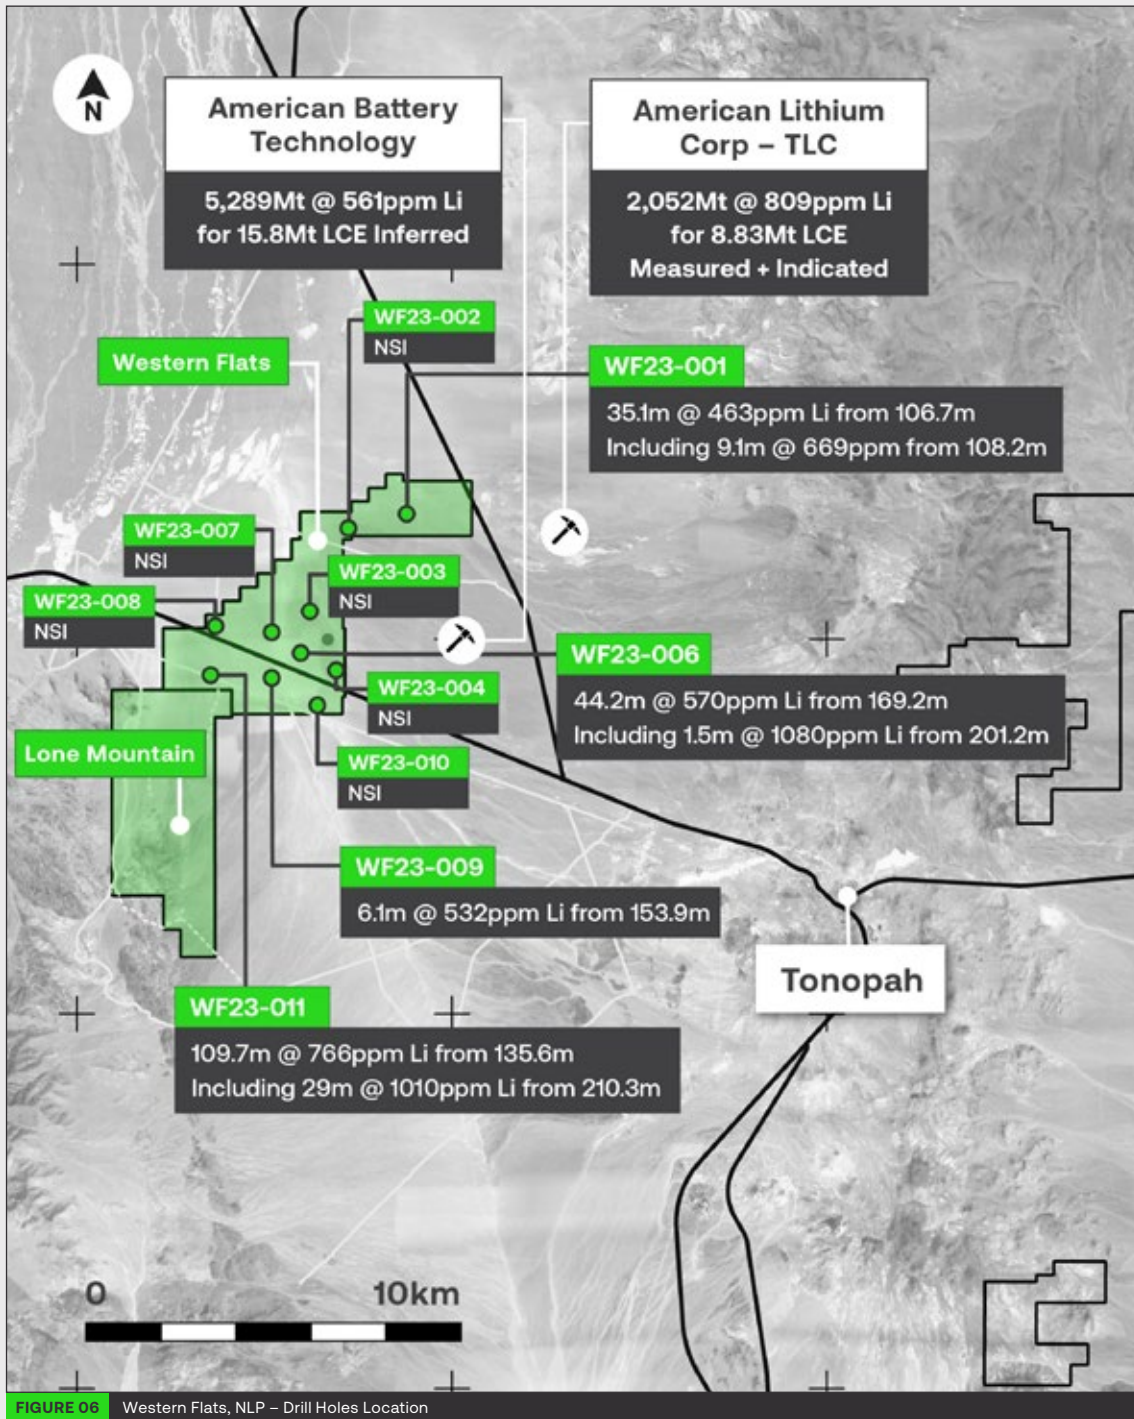 N
American Battery
Technology
5,289Mt @ 561ppm Li
for 15.8Mt LCE Inferred
American Lithium
Corp – TLC
2,052Mt @ 809ppm Li
for 8.83Mt LCE
Measured + Indicated
WF23-002
NSI
Western Flats
WF23-001
35.1m @ 463ppm Li from 106.7m
Including 9.1m @ 669ppm from 108.2m
WF23-007
NSI
WF23-003
NSI
WF23-008
NSI
WF23-006
44.2m @ 570ppm Li from 169.2m
Including 1.5m @ 1080ppm Li from 201.2m
WF23-004
NSI
Lone Mountain
WF23-010
NSI
WF23-009
6.1m @ 532ppm Li from 153.9m
Tonopah
WF23-011
109.7m @ 766ppm Li from 135.6m
Including 29m @ 1010ppm Li from 210.3m
0 10km
FIGURE 06 Western Flats, NLP – Drill Holes Location